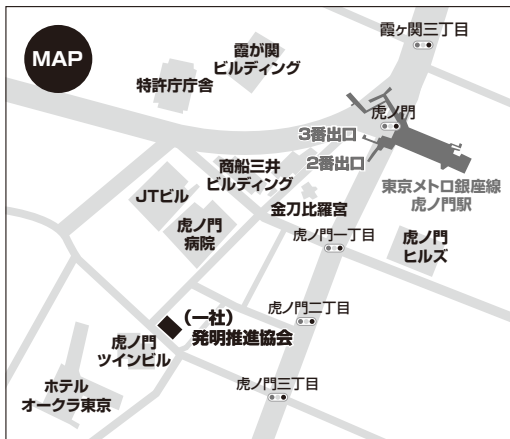 MAP
霞ヶ関三丁目
霞が関
ビルディング
特許庁庁舎
虎ノ門
3番出口
2番出口
商船三井
ビルディング
東京メトロ銀座線
虎ノ門駅
JTビル
金刀比羅宮
虎ノ門
病院
虎ノ門一丁目
虎ノ門
ヒルズ
(一社)
発明推進協会
虎ノ門二丁目
虎ノ門
ツインビル
虎ノ門三丁目
ホテル
オークラ東京